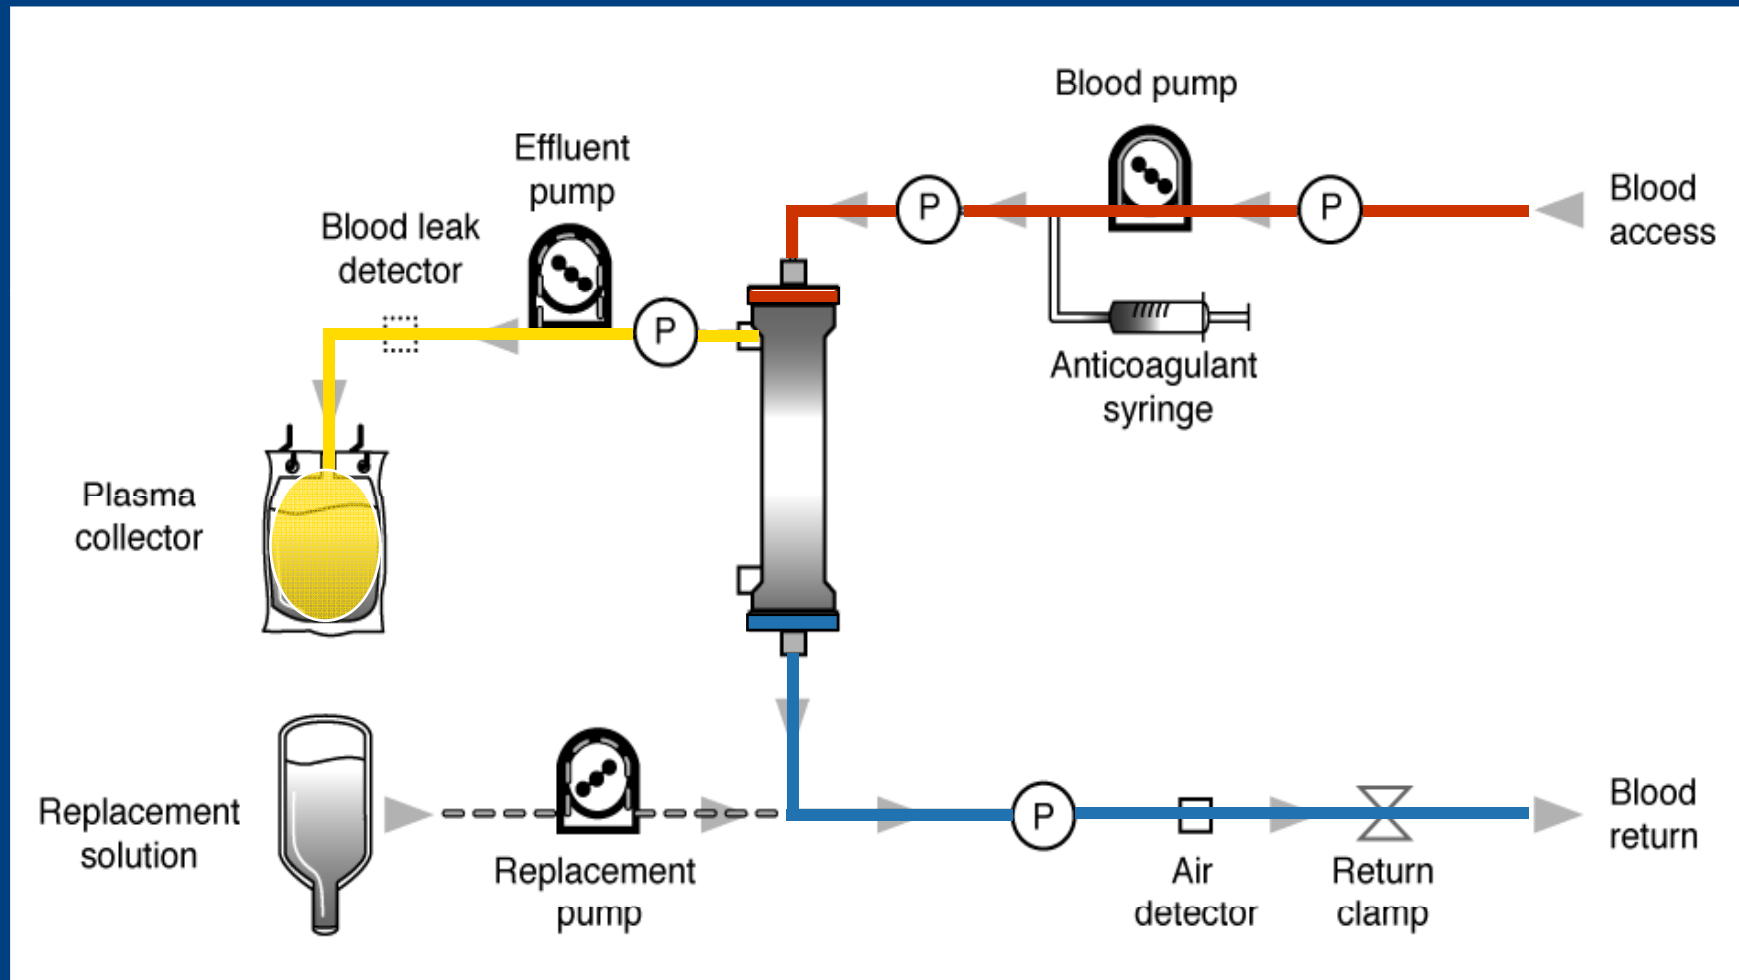 Blood pump
Effluent
pump
Blood leak
detector
P
P
Blood
access
P
Anticoagulant
syringe
Plasma
collector
Replacement
solution
Replacement
pump
P
Air
detector
Return
clamp
Blood
return